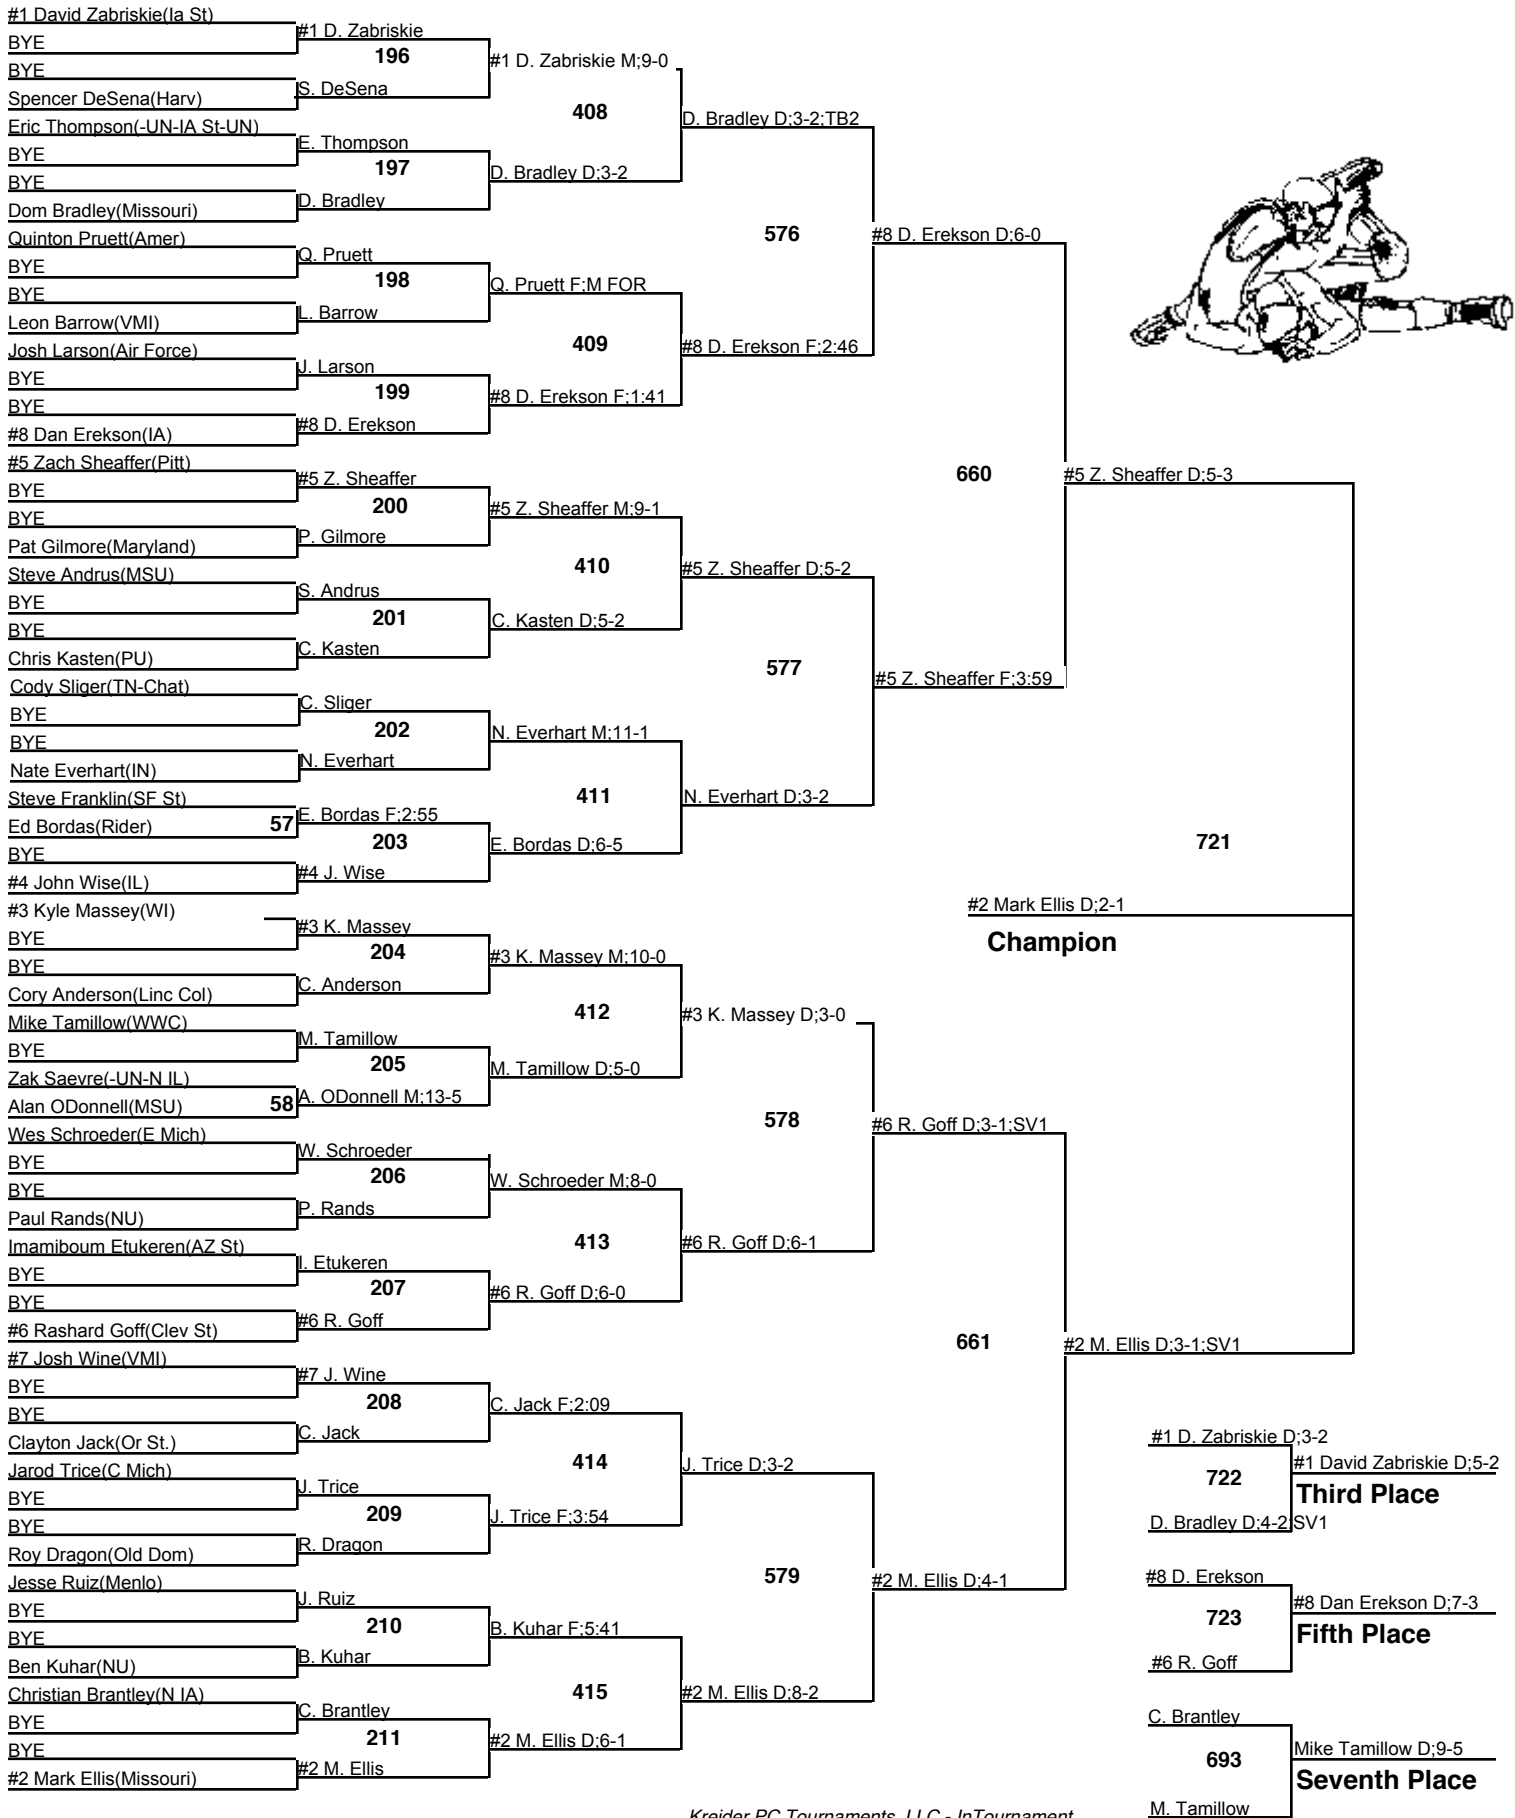 #1 David Zabriskie(Ia St)
BYE
BYE
Spencer DeSena(Harv)
Eric Thompson(-UN-IA St-UN)
BYE
BYE
Dom Bradley(Missouri)
Quinton Pruett(Amer)
BYE
BYE
Leon Barrow(VMI)
Josh Larson(Air Force)
BYE
BYE
#8 Dan Erekson(IA)
#5 Zach Sheaffer(Pitt)
BYE
BYE
Pat Gilmore(Maryland)
Steve Andrus(MSU)
BYE
BYE
Chris Kasten(PU)
Cody Sliger(TN-Chat)
BYE
BYE
Nate Everhart(IN)
Steve Franklin(SF St)
Ed Bordas(Rider) 57
BYE
#4 John Wise(IL)
#3 Kyle Massey(WI)
BYE
BYE
Cory Anderson(Linc Col)
Mike Tamillow(WWC)
BYE
Zak Saevre(-UN-N IL)
Alan ODonnell(MSU) 58
Wes Schroeder(E Mich)
BYE
BYE
Paul Rands(NU)
Imamiboum Etukeren(AZ St)
BYE
BYE
#6 Rashard Goff(Clev St)
#7 Josh Wine(VMI)
BYE
BYE
Clayton Jack(Or St.)
Jarod Trice(C Mich)
BYE
BYE
Roy Dragon(Old Dom)
Jesse Ruiz(Menlo)
BYE
BYE
Ben Kuhar(NU)
Christian Brantley(N IA)
BYE
BYE
#2 Mark Ellis(Missouri)
#1 D. Zabriskie
196
S. DeSena
E. Thompson
197
D. Bradley
Q. Pruett
198
L. Barrow
J. Larson
199
#8 D. Erekson
#5 Z. Sheaffer
200
P. Gilmore
S. Andrus
201
C. Kasten
C. Sliger
202
N. Everhart
E. Bordas F;2:55
203
#4 J. Wise
#3 K. Massey
204
C. Anderson
M. Tamillow
205
A. ODonnell M;13-5
W. Schroeder
206
P. Rands
I. Etukeren
207
#6 R. Goff
#7 J. Wine
208
C. Jack
J. Trice
209
R. Dragon
J. Ruiz
210
B. Kuhar
C. Brantley
211
#2 M. Ellis
#1 D. Zabriskie M;9-0
408
D. Bradley D;3-2
Q. Pruett F;M FOR
409
#8 D. Erekson F;1:41
#5 Z. Sheaffer M;9-1
410
C. Kasten D;5-2
N. Everhart M;11-1
411
E. Bordas D;6-5
#3 K. Massey M;10-0
412
M. Tamillow D;5-0
W. Schroeder M;8-0
413
#6 R. Goff D;6-0
C. Jack F;2:09
414
J. Trice F;3:54
B. Kuhar F;5:41
415
#2 M. Ellis D;6-1
D. Bradley D;3-2;TB2
576
#8 D. Erekson F;2:46
#5 Z. Sheaffer D;5-2
577
N. Everhart D;3-2
#3 K. Massey D;3-0
578
#6 R. Goff D;6-1
J. Trice D;3-2
579
#2 M. Ellis D;8-2
#8 D. Erekson D;6-0
660
#5 Z. Sheaffer F;3:59
#6 R. Goff D;3-1;SV1
661
#2 M. Ellis D;4-1
#5 Z. Sheaffer D;5-3
721
#2 M. Ellis D;3-1;SV1
#2 Mark Ellis D;2-1
Champion
#1 D. Zabriskie D;3-2
722
D. Bradley D;4-2;SV1
#1 David Zabriskie D;5-2
Third Place
#8 D. Erekson
723
#6 R. Goff
#8 Dan Erekson D;7-3
Fifth Place
C. Brantley
693
M. Tamillow
Mike Tamillow D;9-5
Seventh Place
Kreider PC Tournaments, LLC - InTournament